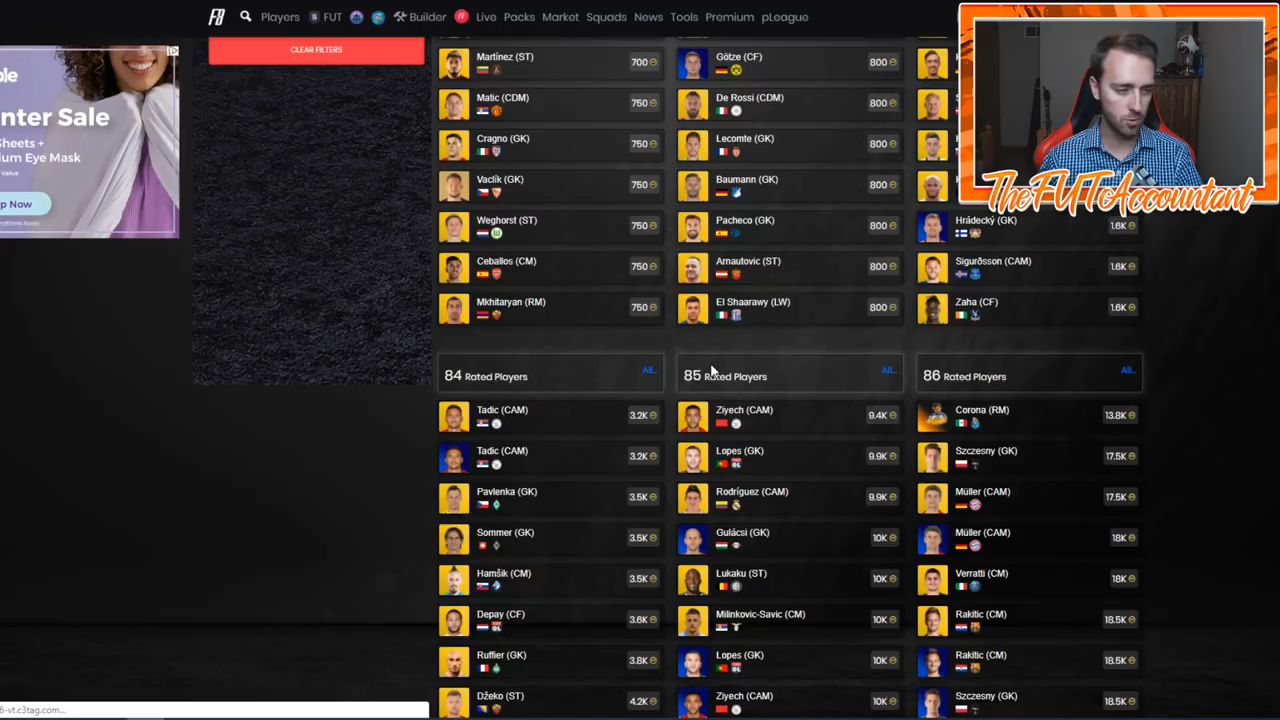 F8 Players FUT Builder Live Packs Market Squads News Tools Premium pLeague
CLEAR FILTERS
ple
nter Sale
Sheets +
ium Eye Mask
Value
p Now
TheFUTAccountant
Martínez (ST) 700
Matic (CDM) 750
Cragno (GK) 750
Vaclík (GK) 750
Weghorst (ST) 750
Ceballos (CM) 750
Mkhitaryan (RM) 750
Götze (CF) 800
De Rossi (CDM) 800
Lecomte (GK) 800
Baumann (GK) 800
Pacheco (GK) 800
Arnautovic (ST) 800
El Shaarawy (LW) 800
Hrádecký (GK) 1.6K
Sigurðsson (CAM) 1.6K
Zaha (CF) 1.6K
84 Rated Players All..
Tadic (CAM) 3.2K
Tadic (CAM) 3.2K
Pavlenka (GK) 3.5K
Sommer (GK) 3.5K
Hamšik (CM) 3.5K
Depay (CF) 3.6K
Ruffier (GK) 3.8K
Džeko (ST) 4.2K
85 Rated Players All..
Ziyech (CAM) 9.4K
Lopes (GK) 9.9K
Rodríguez (CAM) 9.9K
Gulácsi (GK) 10K
Lukaku (ST) 10K
Milinkovic-Savic (CM) 10K
Lopes (GK) 10K
Ziyech (CAM) 10K
86 Rated Players All..
Corona (RM) 13.8K
Szczesny (GK) 17.5K
Müller (CAM) 17.5K
Müller (CAM) 18K
Verratti (CM) 18K
Rakitic (CM) 18.5K
Rakitic (CM) 18.5K
Szczesny (GK) 18.5K
6-vt.c3tag.com...